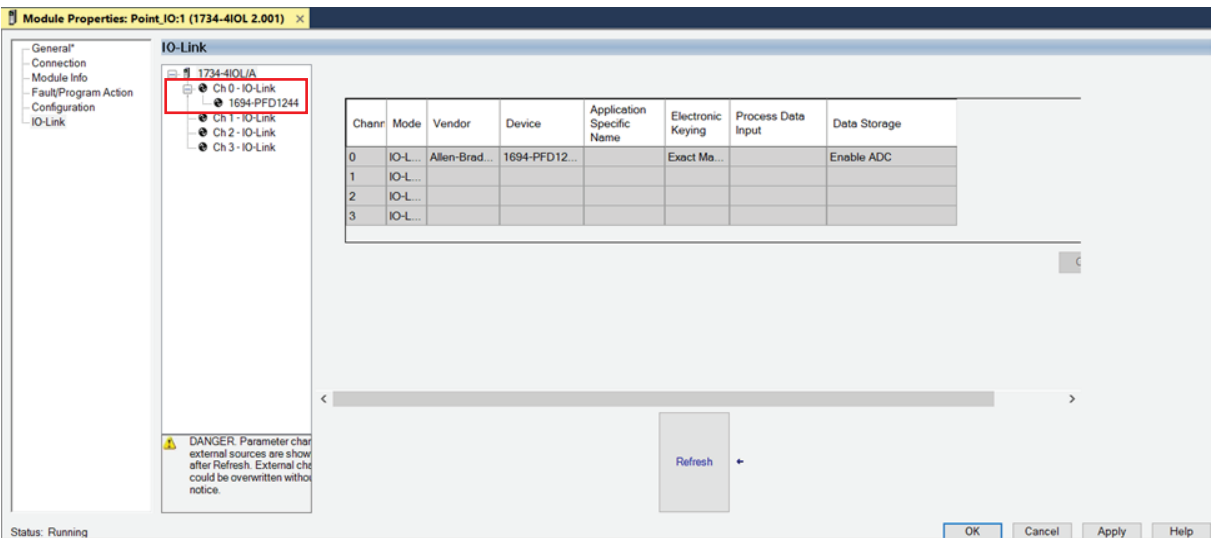 Module Properties: Point_IO:1 (1734-4IOL 2.001) ×
General*
Connection
Module Info
Fault/Program Action
Configuration
IO-Link
IO-Link
1734-4IOL/A
Ch 0 - IO-Link
1694-PFD1244
Ch 1 - IO-Link
Ch 2 - IO-Link
Ch 3 - IO-Link
Chann Mode Vendor Device Application Specific Name Electronic Keying Process Data Input Data Storage
0 IO-L... Allen-Brad... 1694-PFD12... Exact Ma... Enable ADC
1 IO-L...
2 IO-L...
3 IO-L...
DANGER. Parameter char
external sources are show
after Refresh. External cha
could be overwritten withou
notice.
Refresh
Status: Running
OK Cancel Apply Help